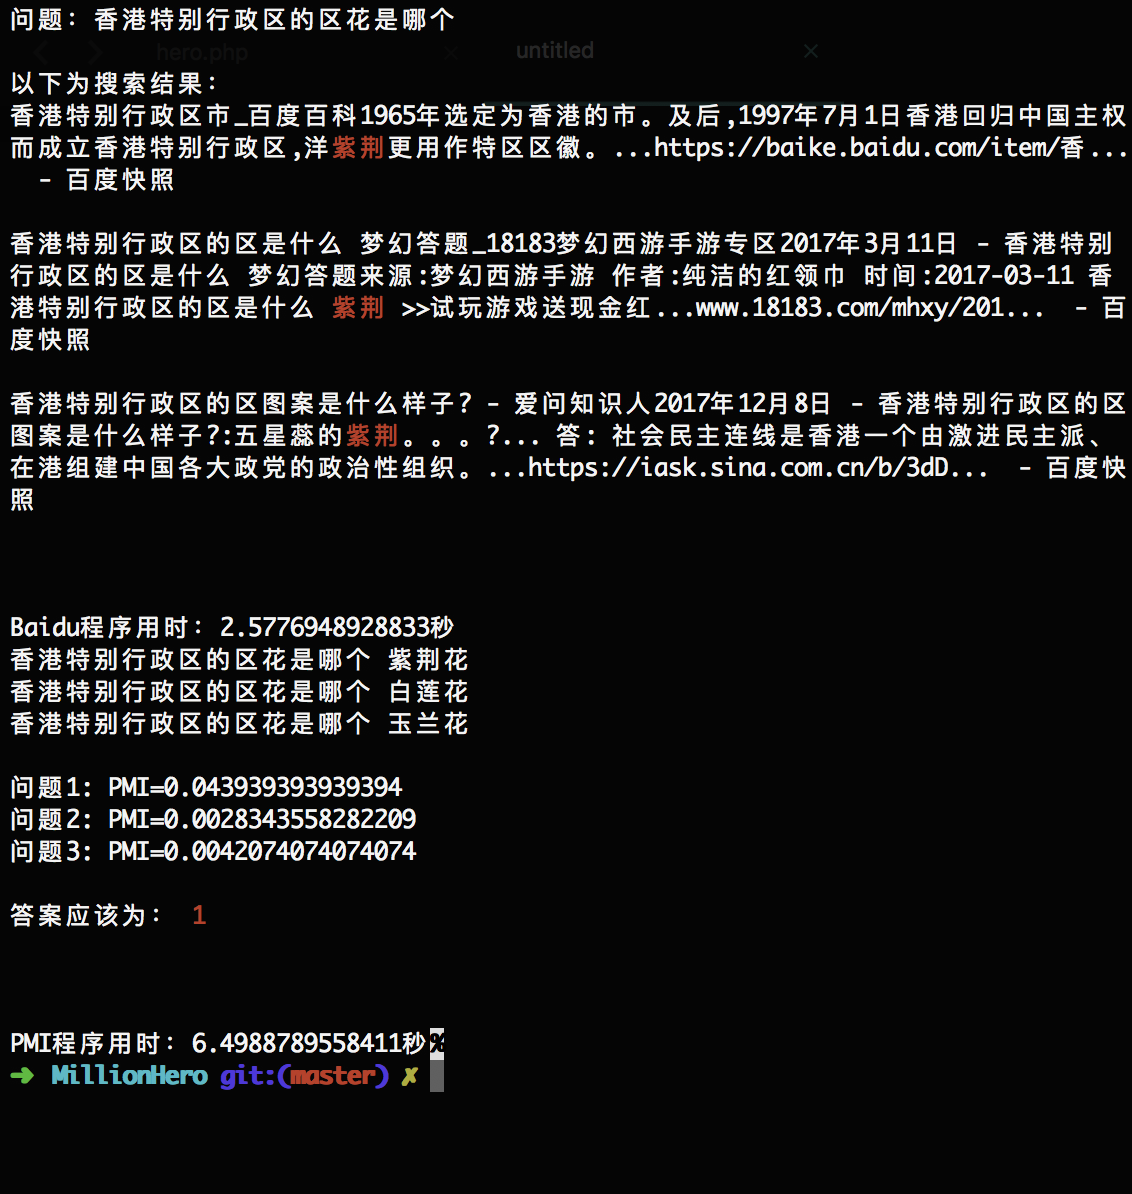 问题: 香港特别行政区的区花是哪个
hero.php × untitled ×
以下为搜索结果:
香港特别行政区市_百度百科1965年选定为香港的市。及后,1997年7月1日香港回归中国主权
而成立香港特别行政区,洋紫荆更用作特区区徽。...https://baike.baidu.com/item/香...
- 百度快照
香港特别行政区的区是什么 梦幻答题_18183梦幻西游手游专区2017年3月11日 - 香港特别
行政区的区是什么 梦幻答题来源:梦幻西游手游 作者:纯洁的红领巾 时间:2017-03-11 香
港特别行政区的区是什么 紫荆 >>试玩游戏送现金红...www.18183.com/mhxy/201... - 百
度快照
香港特别行政区的区图案是什么样子? - 爱问知识人2017年12月8日 - 香港特别行政区的区
图案是什么样子?:五星蕊的紫荆。。。?... 答: 社会民主连线是香港一个由激进民主派、
在港组建中国各大政党的政治性组织。...https://iask.sina.com.cn/b/3dD... - 百度快
照
Baidu程序用时: 2.5776948928833秒
香港特别行政区的区花是哪个 紫荆花
香港特别行政区的区花是哪个 白莲花
香港特别行政区的区花是哪个 玉兰花
问题1: PMI=0.043939393939394
问题2: PMI=0.0028343558282209
问题3: PMI=0.0042074074074074
答案应该为: 1
PMI程序用时: 6.4988789558411秒%
➜ MillionHero git:(master) ✗